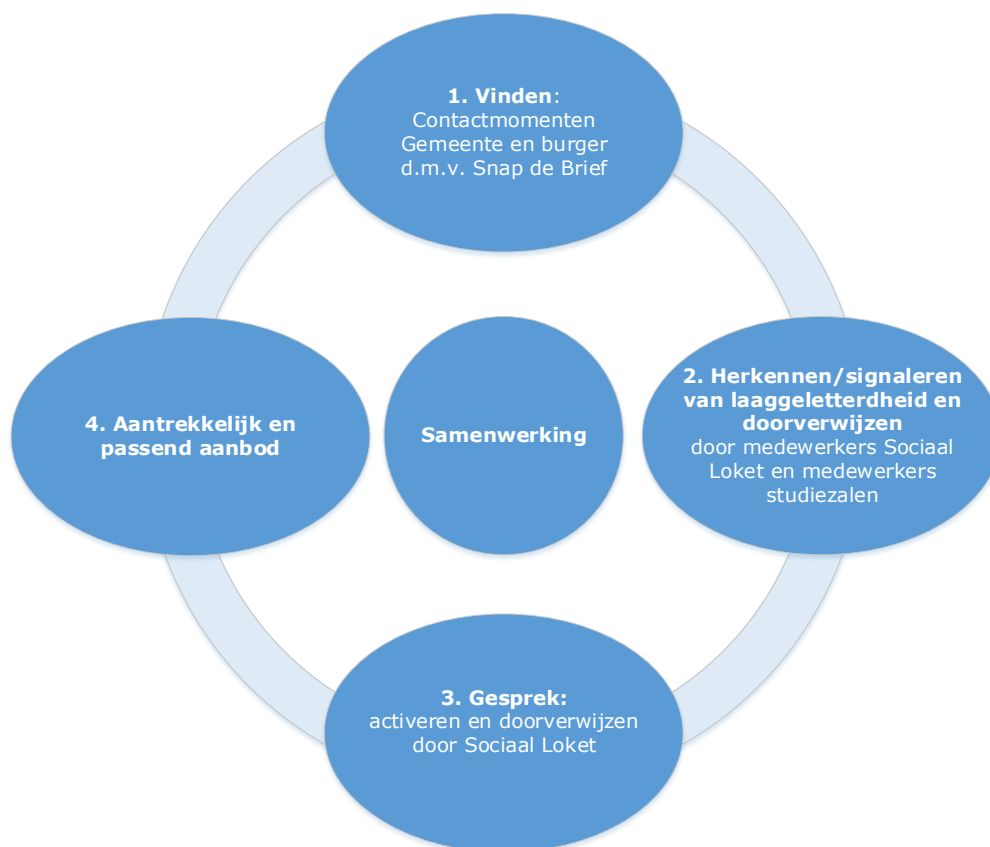 1. Vinden:
Contactmomenten
Gemeente en burger
d.m.v. Snap de Brief
2. Herkennen/signaleren
van laaggeletterdheid en
doorverwijzen
door medewerkers Sociaal
Loket en medewerkers
studiezalen
3. Gesprek:
activeren en doorverwijzen
door Sociaal Loket
4. Aantrekkelijk en
passend aanbod
Samenwerking